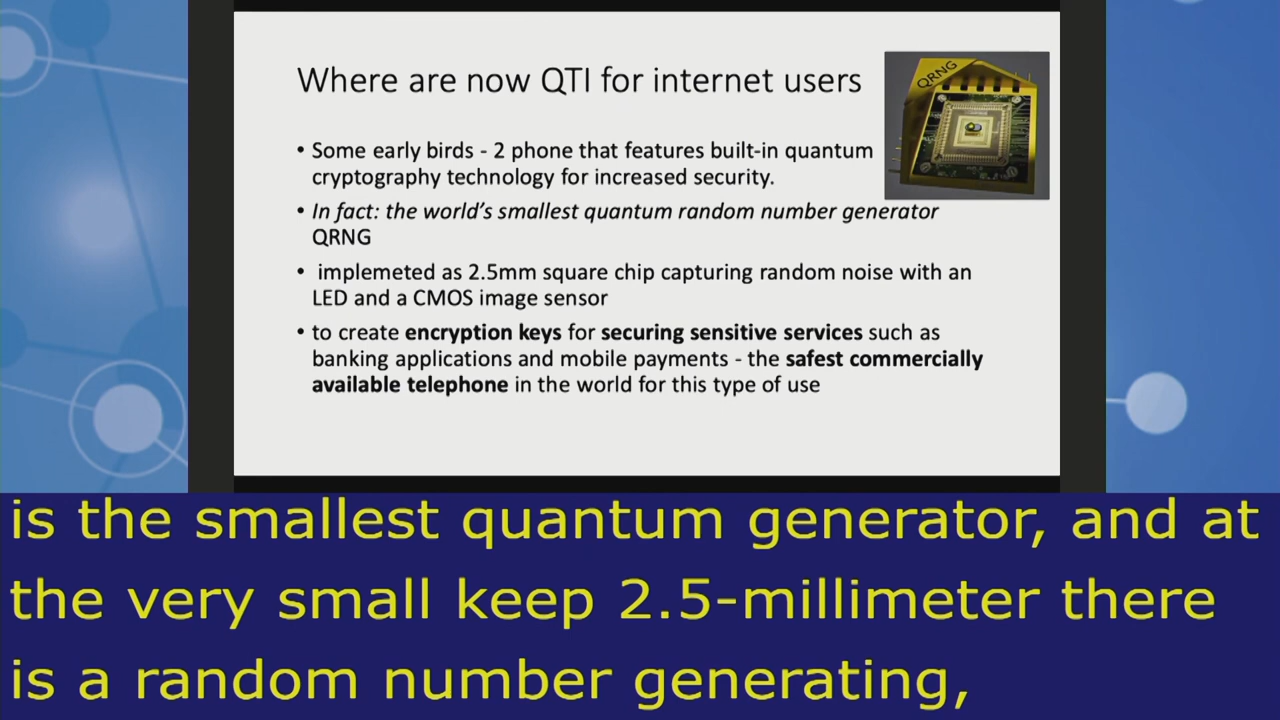 Where are now QTI for internet users
QRNG
• Some early birds - 2 phone that features built-in quantum
cryptography technology for increased security.
• In fact: the world's smallest quantum random number generator
QRNG
• implemeted as 2.5mm square chip capturing random noise with an
LED and a CMOS image sensor
• to create encryption keys for securing sensitive services such as
banking applications and mobile payments - the safest commercially
available telephone in the world for this type of use
is the smallest quantum generator, and at
the very small keep 2.5-millimeter there
is a random number generating,